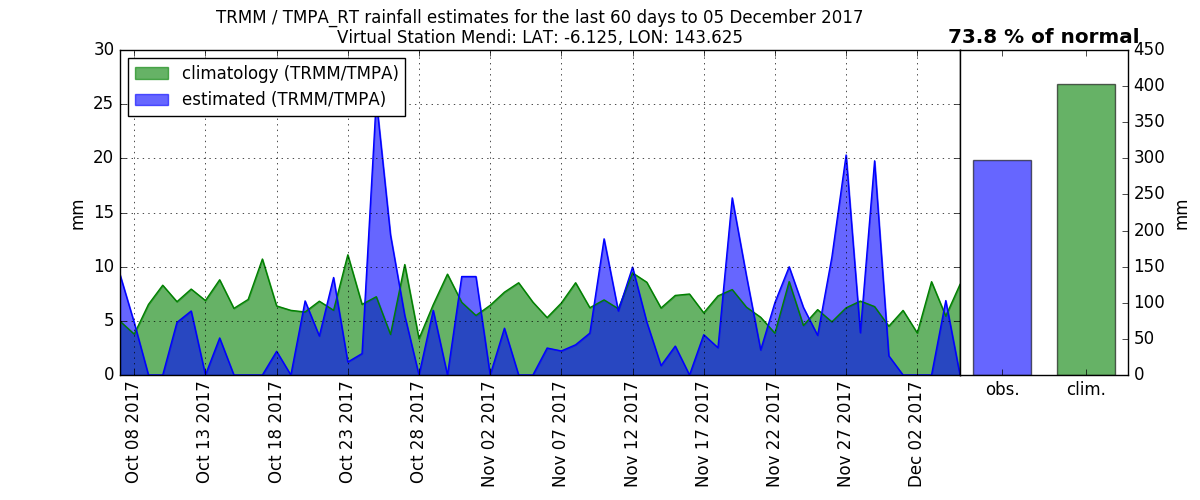 TRMM / TMPA_RT rainfall estimates for the last 60 days to 05 December 2017
Virtual Station Mendi: LAT: -6.125, LON: 143.625
73.8 % of normal
climatology (TRMM/TMPA)
estimated (TRMM/TMPA)
30
25
20
15
10
5
0
mm
Oct 08 2017
Oct 13 2017
Oct 18 2017
Oct 23 2017
Oct 28 2017
Nov 02 2017
Nov 07 2017
Nov 12 2017
Nov 17 2017
Nov 22 2017
Nov 27 2017
Dec 02 2017
obs.
clim.
450
400
350
300
250
200
150
100
50
0
mm